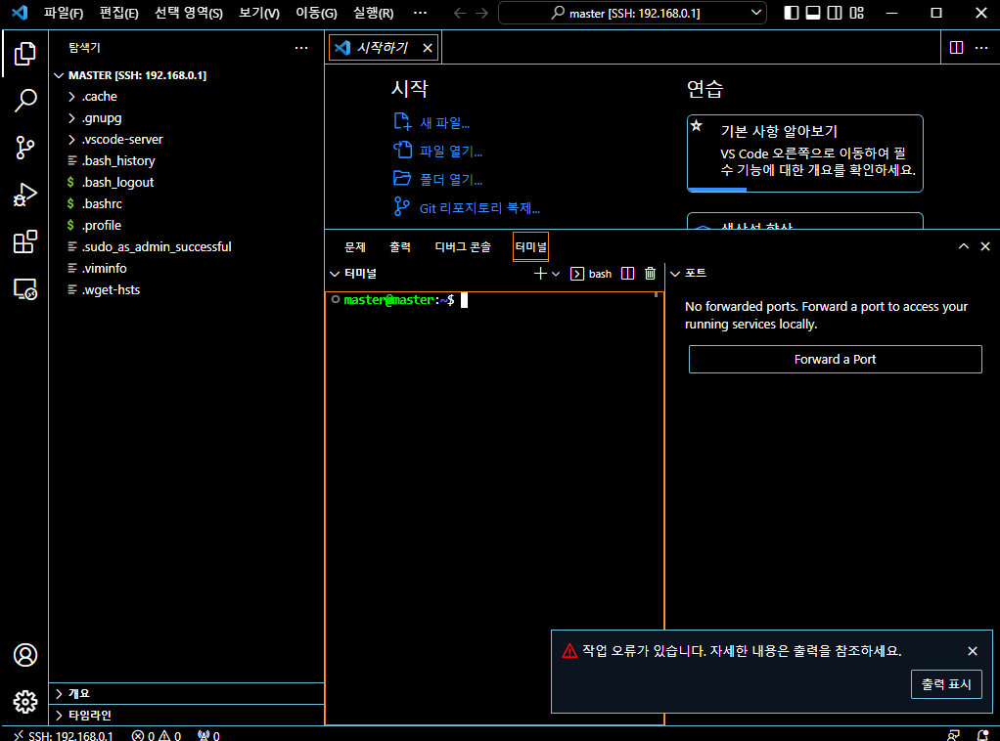 파일(F) 편집(E) 선택 영역(S) 보기(V) 이동(G) 실행(R) ··· master [SSH: 192.168.0.1]
탐색기 ···
시작하기
MASTER [SSH: 192.168.0.1]
.cache
.gnupg
.vscode-server
.bash_history
.bash_logout
.bashrc
.profile
.sudo_as_admin_successful
.viminfo
.wget-hsts
개요
타임라인
시작
새 파일...
파일 열기...
폴더 열기...
Git 리포지토리 복제...
연습
기본 사항 알아보기
VS Code 오른쪽으로 이동하여 필
수 기능에 대한 개요를 확인하세요.
생산성 향상
문제 출력 디버그 콘솔 터미널
터미널 bash
master@master:~$
포트
No forwarded ports. Forward a port to access your
running services locally.
Forward a Port
작업 오류가 있습니다. 자세한 내용은 출력을 참조하세요.
출력 표시
SSH: 192.168.0.1 0 0 0